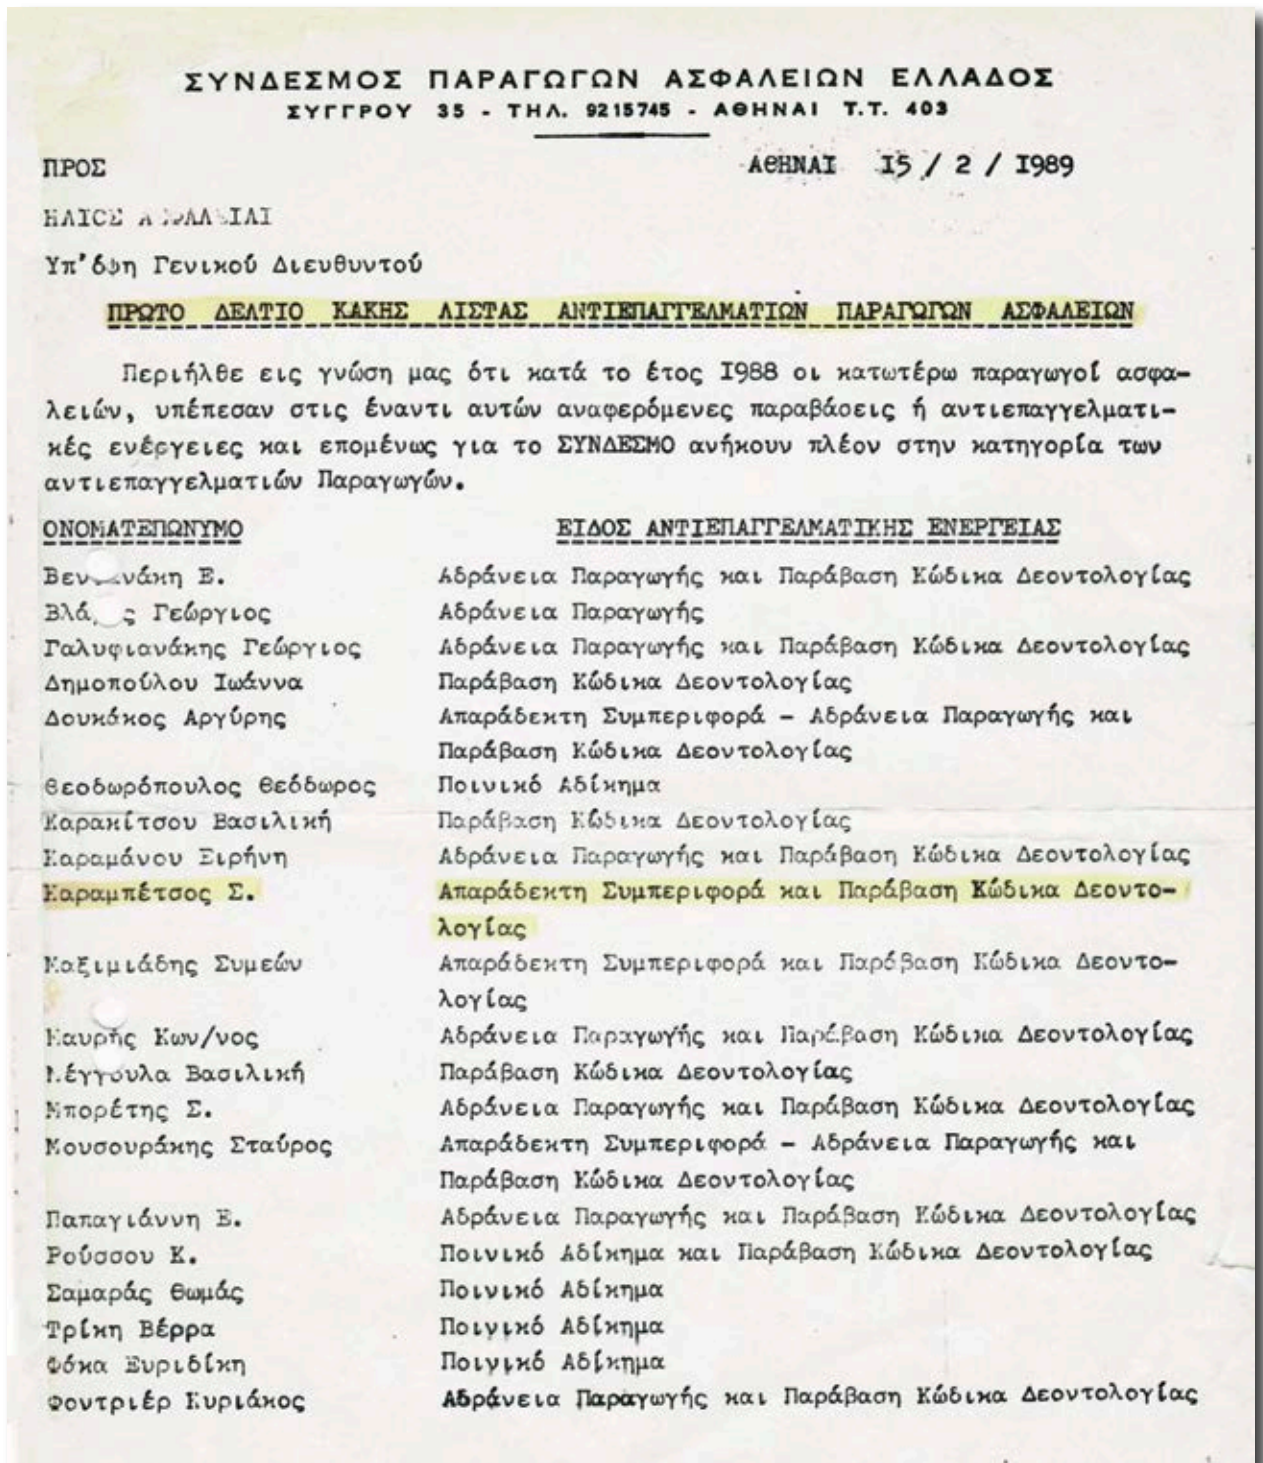 ΣΥΝΔΕΣΜΟΣ ΠΑΡΑΓΩΓΩΝ ΑΣΦΑΛΕΙΩΝ ΕΛΛΑΔΟΣ
ΣΥΓΓΡΟΥ 35 - ΤΗΛ. 9215745 - ΑΘΗΝΑΙ Τ.Τ. 403
ΠΡΟΣ
ΑΘΗΝΑΙ 15 / 2 / 1989
ΗΛΙΟΣ
Υπ'όψη Γενικού Διευθυντού
ΠΡΩΤΟ ΔΕΛΤΙΟ ΚΑΚΗΣ ΛΙΣΤΑΣ ΑΝΤΙΕΠΑΓΓΕΛΜΑΤΙΩΝ ΠΑΡΑΓΩΓΩΝ ΑΣΦΑΛΕΙΩΝ
Περιήλθε εις γνώση μας ότι κατά το έτος 1988 οι κατωτέρω παραγωγοί ασφα-
λειών, υπέπεσαν στις έναντι αυτών αναφερόμενες παραβάσεις ή αντιεπαγγελματι-
κές ενέργειες και επομένως για το ΣΥΝΔΕΣΜΟ ανήκουν πλέον στην κατηγορία των
αντιεπαγγελματιών Παραγωγών.
ΟΝΟΜΑΤΕΠΩΝΥΜΟ ΕΙΔΟΣ ΑΝΤΙΕΠΑΓΓΕΛΜΑΤΙΚΗΣ ΕΝΕΡΓΕΙΑΣ
Ε. Αδράνεια Παραγωγής και Παράβαση Κώδικα Δεοντολογίας
Γεώργιος Αδράνεια Παραγωγής
Γαλυφιανάκης Γεώργιος Αδράνεια Παραγωγής και Παράβαση Κώδικα Δεοντολογίας
Δημοπούλου Ιωάννα Παράβαση Κώδικα Δεοντολογίας
Δουκάκος Αργύρης Απαράδεκτη Συμπεριφορά - Αδράνεια Παραγωγής και
Παράβαση Κώδικα Δεοντολογίας
Θεοδωρόπουλος Θεόδωρος Ποινικό Αδίκημα
Καρακίτσου Βασιλική Παράβαση Κώδικα Δεοντολογίας
Καραμάνου Ειρήνη Αδράνεια Παραγωγής και Παράβαση Κώδικα Δεοντολογίας
Καραμπέτσος Σ. Απαράδεκτη Συμπεριφορά και Παράβαση Κώδικα Δεοντο-
λογίας
Μαξιμιάδης Συμεών Απαράδεκτη Συμπεριφορά και Παράβαση Κώδικα Δεοντο-
λογίας
Μαυρής Κων/νος Αδράνεια Παραγωγής και Παράβαση Κώδικα Δεοντολογίας
Μέγγουλα Βασιλική Παράβαση Κώδικα Δεοντολογίας
Μπορέτης Σ. Αδράνεια Παραγωγής και Παράβαση Κώδικα Δεοντολογίας
Μουσουράκης Σταύρος Απαράδεκτη Συμπεριφορά - Αδράνεια Παραγωγής και
Παράβαση Κώδικα Δεοντολογίας
Παπαγιάννη Ε. Αδράνεια Παραγωγής και Παράβαση Κώδικα Δεοντολογίας
Ρούσσου Κ. Ποινικό Αδίκημα και Παράβαση Κώδικα Δεοντολογίας
Σαμαράς Θωμάς Ποινικό Αδίκημα
Τρίκη Βέρρα Ποινικό Αδίκημα
Φόκα Ευριδίκη Ποινικό Αδίκημα
Φοντριέρ Κυριάκος Αδράνεια Παραγωγής και Παράβαση Κώδικα Δεοντολογίας